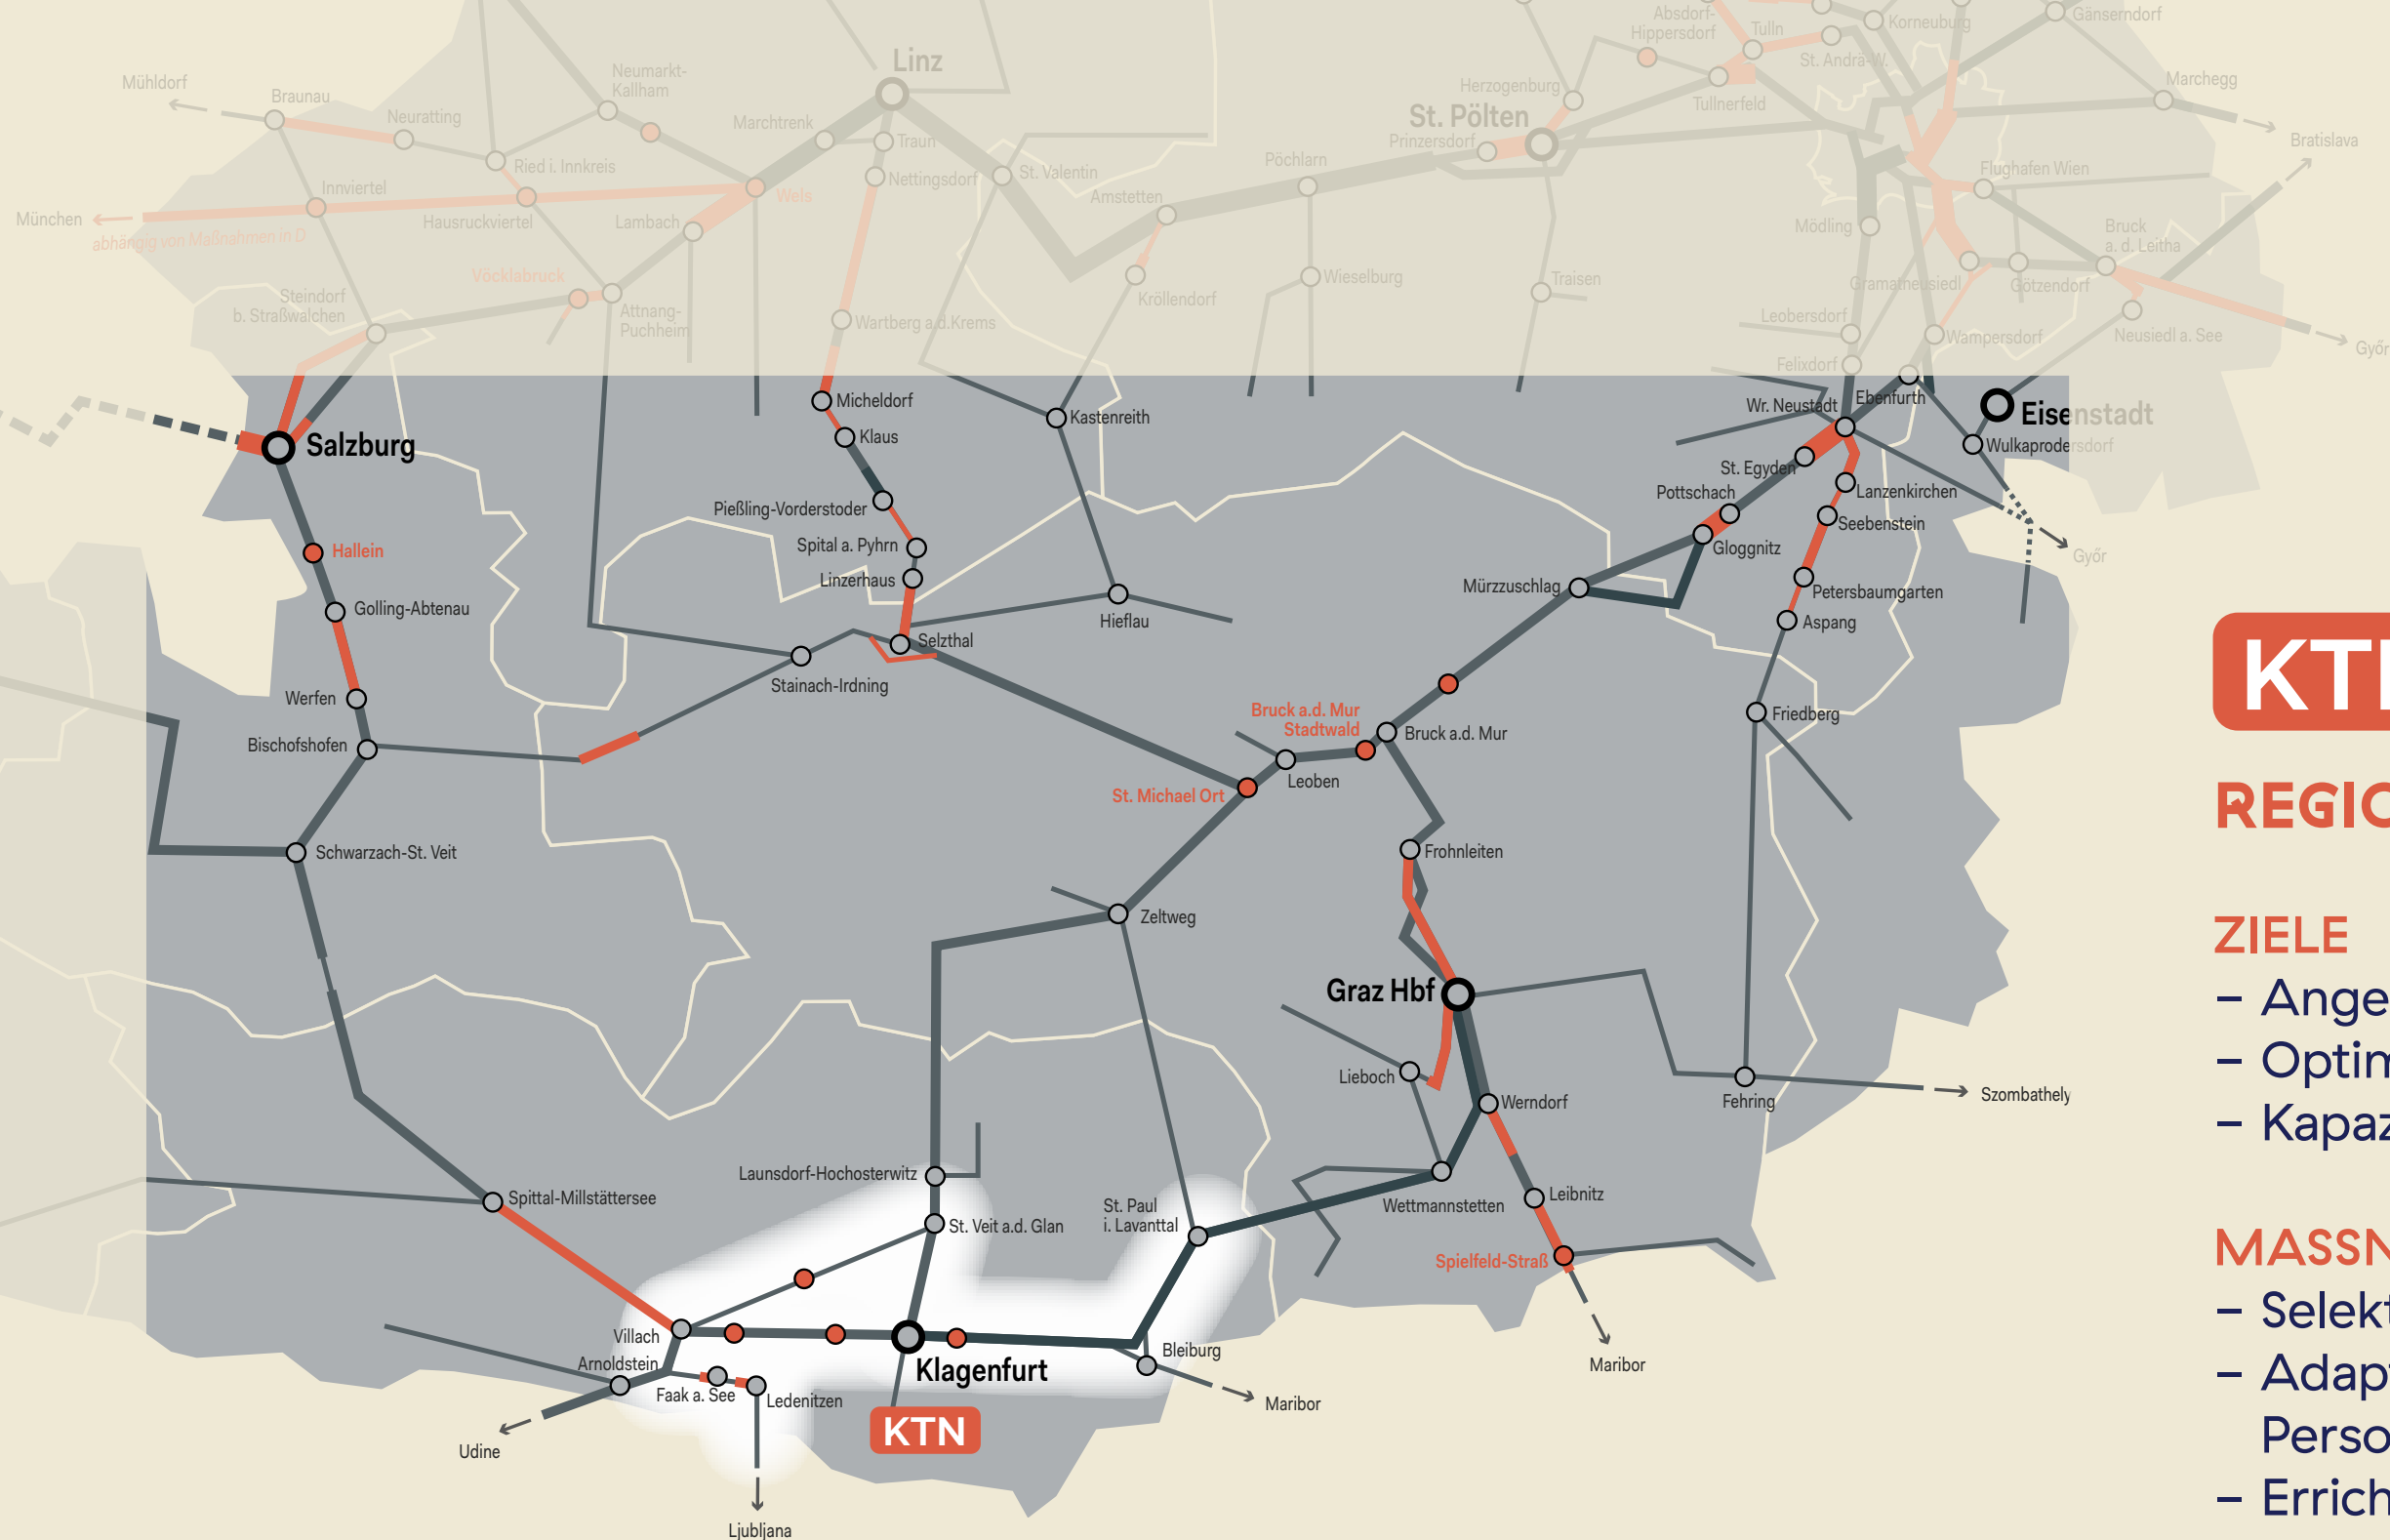 Linz
Mühldorf
Braunau
Neuratting
Neumarkt-
Kallham
Marchtrenk
Traun
Ried i. Innkreis
Nettingsdorf
St. Valentin
Innviertel
Hausruckviertel
Wels
Lambach
München
abhängig von Maßnahmen in D
Vöcklabruck
Steindorf
b. Straßwalchen
Attnang-
Puchheim
Wartberg a.d.Krems
Amstetten
Kröllendorf
Pöchlarn
Wieselburg
St. Pölten
Prinzersdorf
Herzogenburg
Traisen
Absdorf-
Hippersdorf
Tulln
St. Andrä-W.
Tullnerfeld
Korneuburg
Gänserndorf
Marchegg
Bratislava
Flughafen Wien
Mödling
Bruck
a. d. Leitha
Gramatneusiedl
Götzendorf
Leobersdorf
Wampersdorf
Neusiedl a. See
Győr
Felixdorf
Ebenfurth
Wr. Neustadt
Eisenstadt
Wulkaprodersdorf
Micheldorf
Klaus
Kastenreith
Salzburg
Hallein
Golling-Abtenau
Werfen
Bischofshofen
Schwarzach-St. Veit
Pießling-Vorderstoder
Spital a. Pyhrn
Linzerhaus
Selzthal
Hieflau
Stainach-Irdning
St. Egyden
Pottschach
Gloggnitz
Lanzenkirchen
Seebenstein
Győr
Petersbaumgarten
Aspang
Mürzzuschlag
Friedberg
Bruck a.d. Mur
Stadtwald
Bruck a.d. Mur
Leoben
St. Michael Ort
Frohnleiten
Zeltweg
Graz Hbf
Lieboch
Werndorf
Fehring
Szombathely
Wettmannstetten
Leibnitz
Spielfeld-Straß
Maribor
Spittal-Millstättersee
Launsdorf-Hochosterwitz
St. Veit a.d. Glan
St. Paul
i. Lavanttal
Villach
Arnoldstein
Faak a. See
Ledenitzen
Klagenfurt
KTN
Bleiburg
Maribor
Udine
Ljubljana
REGIO
ZIELE
– Ange
– Optim
– Kapaz
MASSN
– Selekt
– Adapt
Perso
– Errich